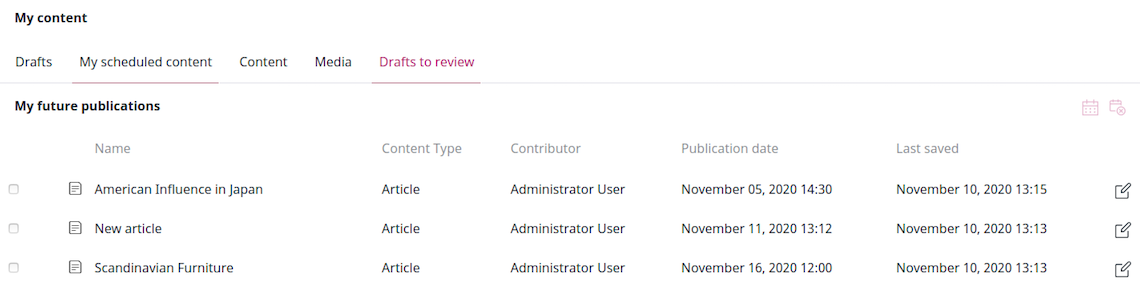 My content
Drafts My scheduled content Content Media Drafts to review
My future publications
Name Content Type Contributor Publication date Last saved
American Influence in Japan Article Administrator User November 05, 2020 14:30 November 10, 2020 13:15
New article Article Administrator User November 11, 2020 13:12 November 10, 2020 13:13
Scandinavian Furniture Article Administrator User November 16, 2020 12:00 November 10, 2020 13:13